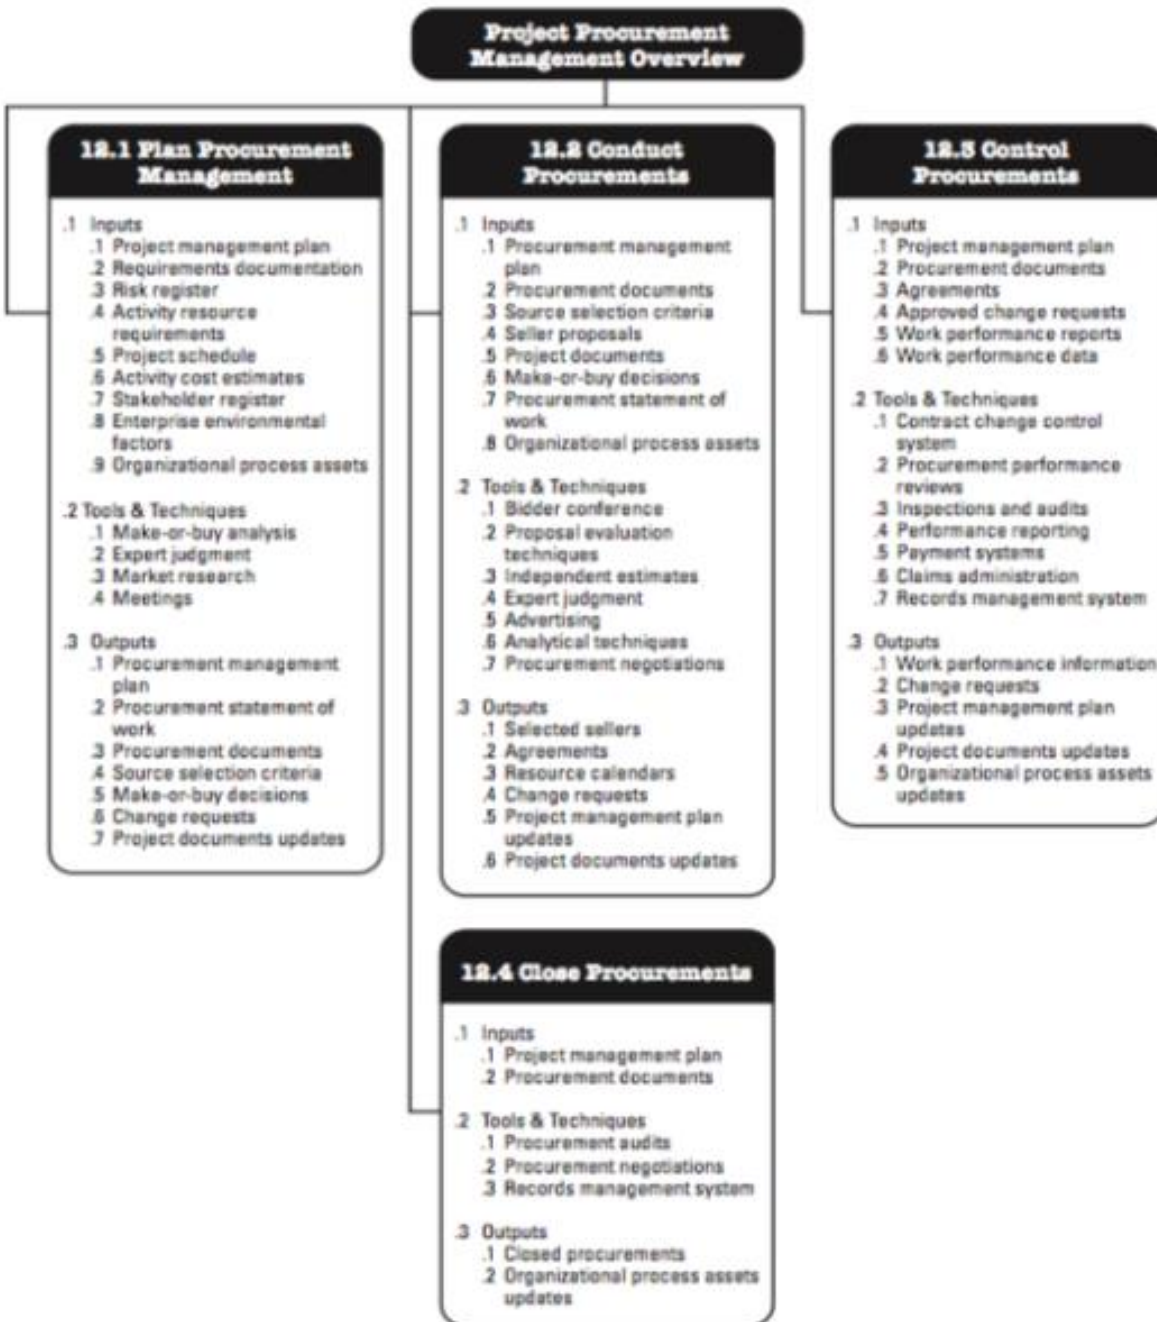 Project Procurement
Management Overview
12.1 Plan Procurement
Management
.1 Inputs
.1 Project management plan
.2 Requirements documentation
.3 Risk register
.4 Activity resource
requirements
.5 Project schedule
.6 Activity cost estimates
.7 Stakeholder register
.8 Enterprise environmental
factors
.9 Organizational process assets
.2 Tools & Techniques
.1 Make-or-buy analysis
.2 Expert judgment
.3 Market research
.4 Meetings
.3 Outputs
.1 Procurement management
plan
.2 Procurement statement of
work
.3 Procurement documents
.4 Source selection criteria
.5 Make-or-buy decisions
.6 Change requests
.7 Project documents updates
12.2 Conduct
Procurements
.1 Inputs
.1 Procurement management
plan
.2 Procurement documents
.3 Source selection criteria
.4 Seller proposals
.5 Project documents
.6 Make-or-buy decisions
.7 Procurement statement of
work
.8 Organizational process assets
.2 Tools & Techniques
.1 Bidder conference
.2 Proposal evaluation
techniques
.3 Independent estimates
.4 Expert judgment
.5 Advertising
.6 Analytical techniques
.7 Procurement negotiations
.3 Outputs
.1 Selected sellers
.2 Agreements
.3 Resource calendars
.4 Change requests
.5 Project management plan
updates
.6 Project documents updates
12.3 Control
Procurements
.1 Inputs
.1 Project management plan
.2 Procurement documents
.3 Agreements
.4 Approved change requests
.5 Work performance reports
.6 Work performance data
.2 Tools & Techniques
.1 Contract change control
system
.2 Procurement performance
reviews
.3 Inspections and audits
.4 Performance reporting
.5 Payment systems
.6 Claims administration
.7 Records management system
.3 Outputs
.1 Work performance information
.2 Change requests
.3 Project management plan
updates
.4 Project documents updates
.5 Organizational process assets
updates
12.4 Close Procurements
.1 Inputs
.1 Project management plan
.2 Procurement documents
.2 Tools & Techniques
.1 Procurement audits
.2 Procurement negotiations
.3 Records management system
.3 Outputs
.1 Closed procurements
.2 Organizational process assets
updates